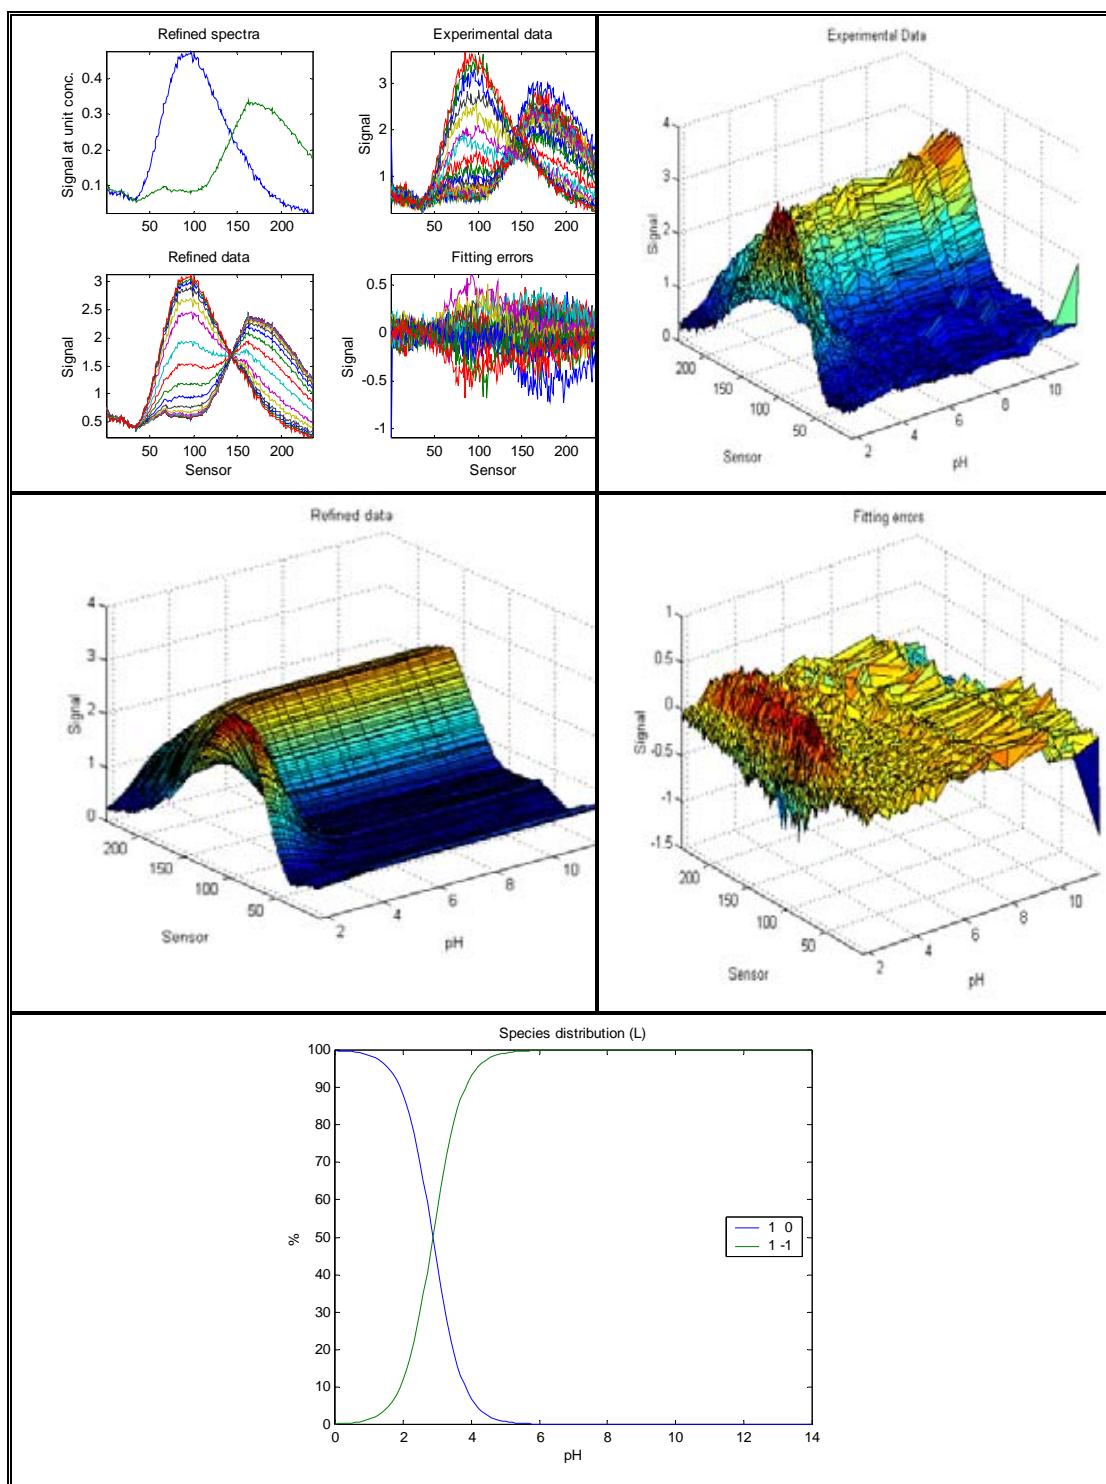 Refined spectra
Signal at unit conc.
0.4
0.3
0.2
0.1
50 100 150 200
Experimental data
Signal
3
2
1
50 100 150 200
Refined data
Signal
3
2.5
2
1.5
1
0.5
50 100 150 200
Sensor
Fitting errors
Signal
0.5
0
-0.5
-1
50 100 150 200
Sensor
Experimental Data
Signal
4
3
2
1
0
200 150 100 50
Sensor
2 4 6 8 10
pH
Refined data
Signal
4
3
2
1
0
200 150 100 50
Sensor
2 4 6 8 10
pH
Fitting errors
Signal
1
0.5
0
-0.5
-1
-1.5
200 150 100 50
Sensor
2 4 6 8 10
pH
Species distribution (L)
%
100
90
80
70
60
50
40
30
20
10
0
0 2 4 6 8 10 12 14
pH
1 0
1 -1